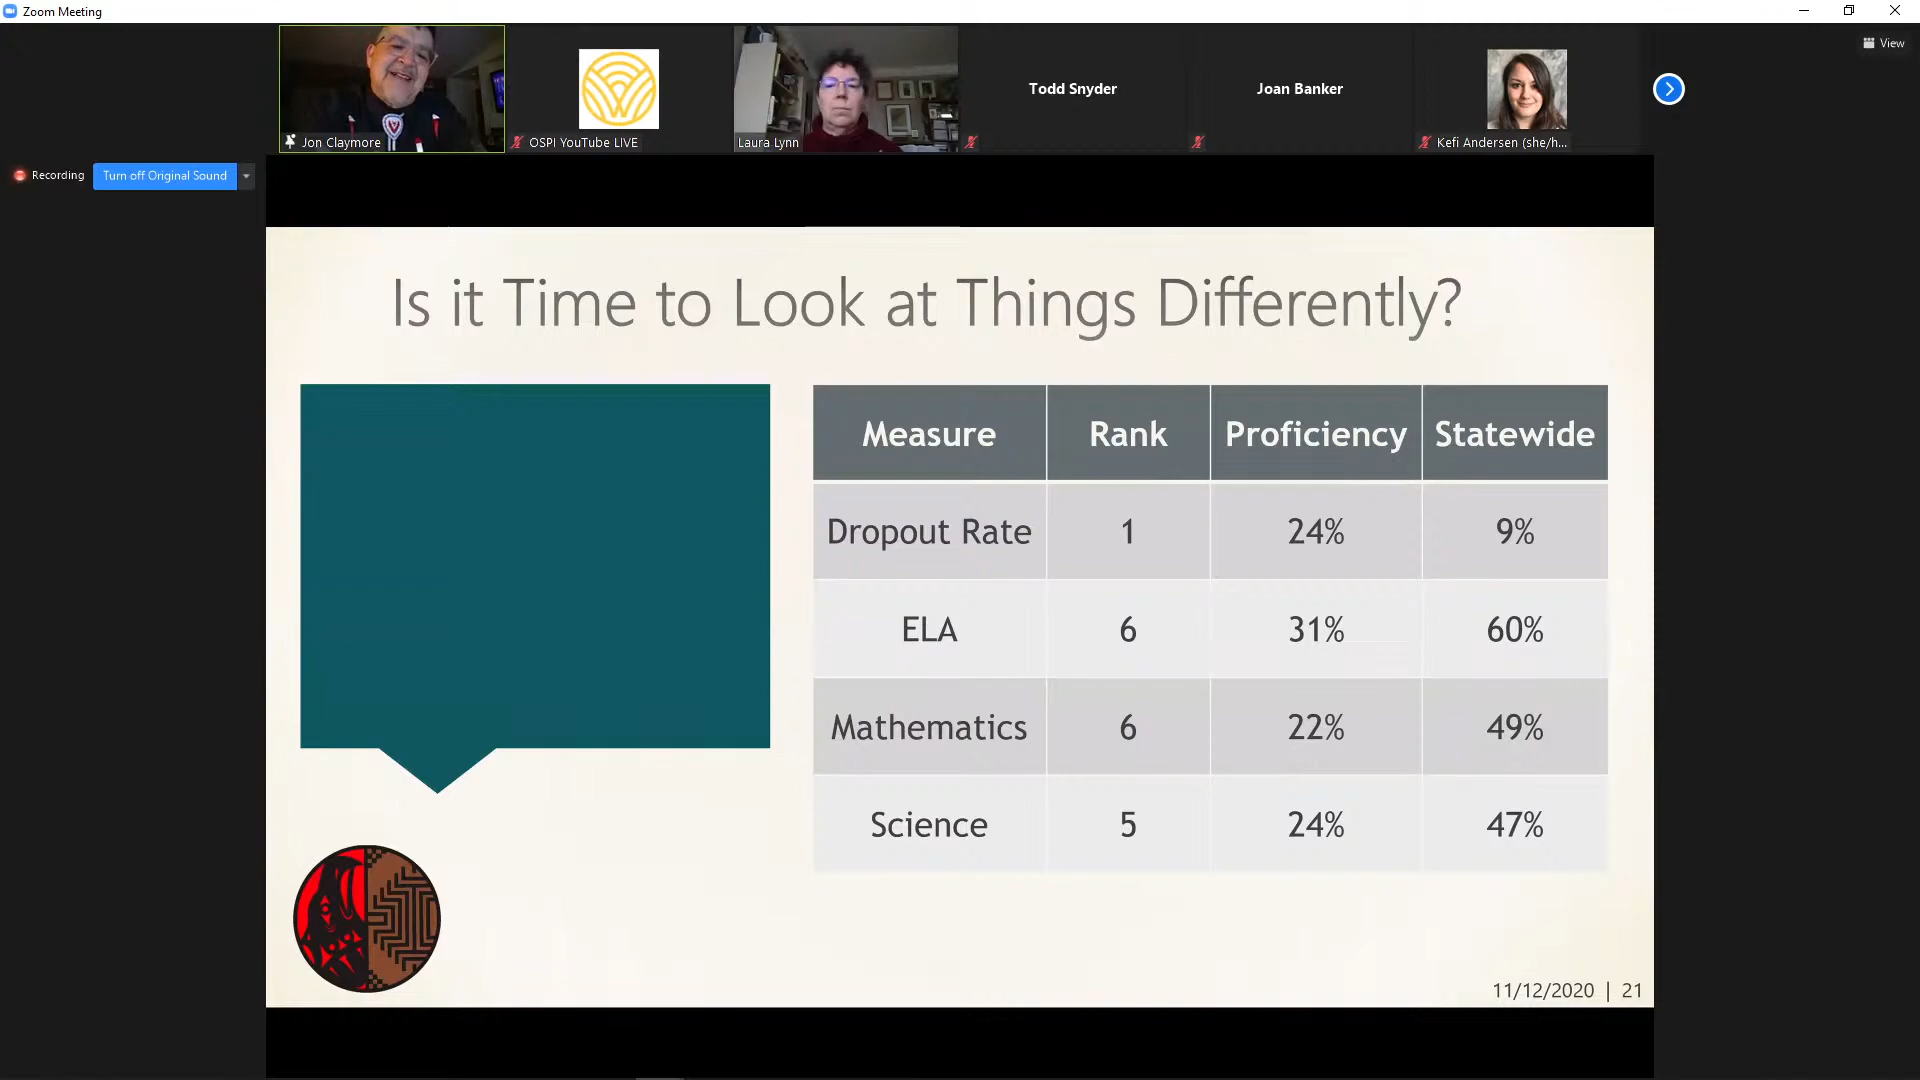 Zoom Meeting
View
Jon Claymore
OSPI YouTube LIVE
Laura Lynn
Todd Snyder
Joan Banker
Kefi Andersen (she/h...
Recording
Turn off Original Sound
Is it Time to Look at Things Differently?
Measure Rank Proficiency Statewide
Dropout Rate 1 24% 9%
ELA 6 31% 60%
Mathematics 6 22% 49%
Science 5 24% 47%
11/12/2020 | 21